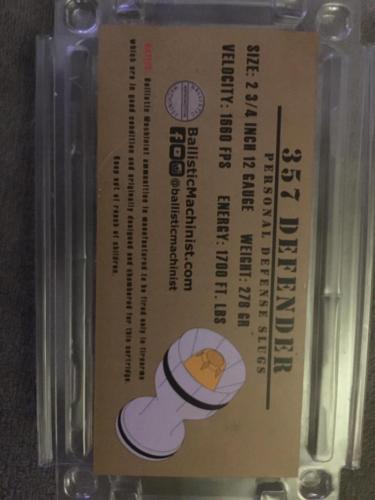 357 DEFENDER
PERSONAL DEFENSE SLUGS
SIZE: 2 3/4 INCH 12 GAUGE WEIGHT: 278 GR
VELOCITY: 1660 FPS ENERGY: 1700 FT. LBS
BallisticMachinist.com
@ballisticmachinist
Ballistic Machinist ammunition is manufactured to be fired only in firearms
which are in good condition and originally designed and chambered for this cartridge.
Keep out of reach of children.